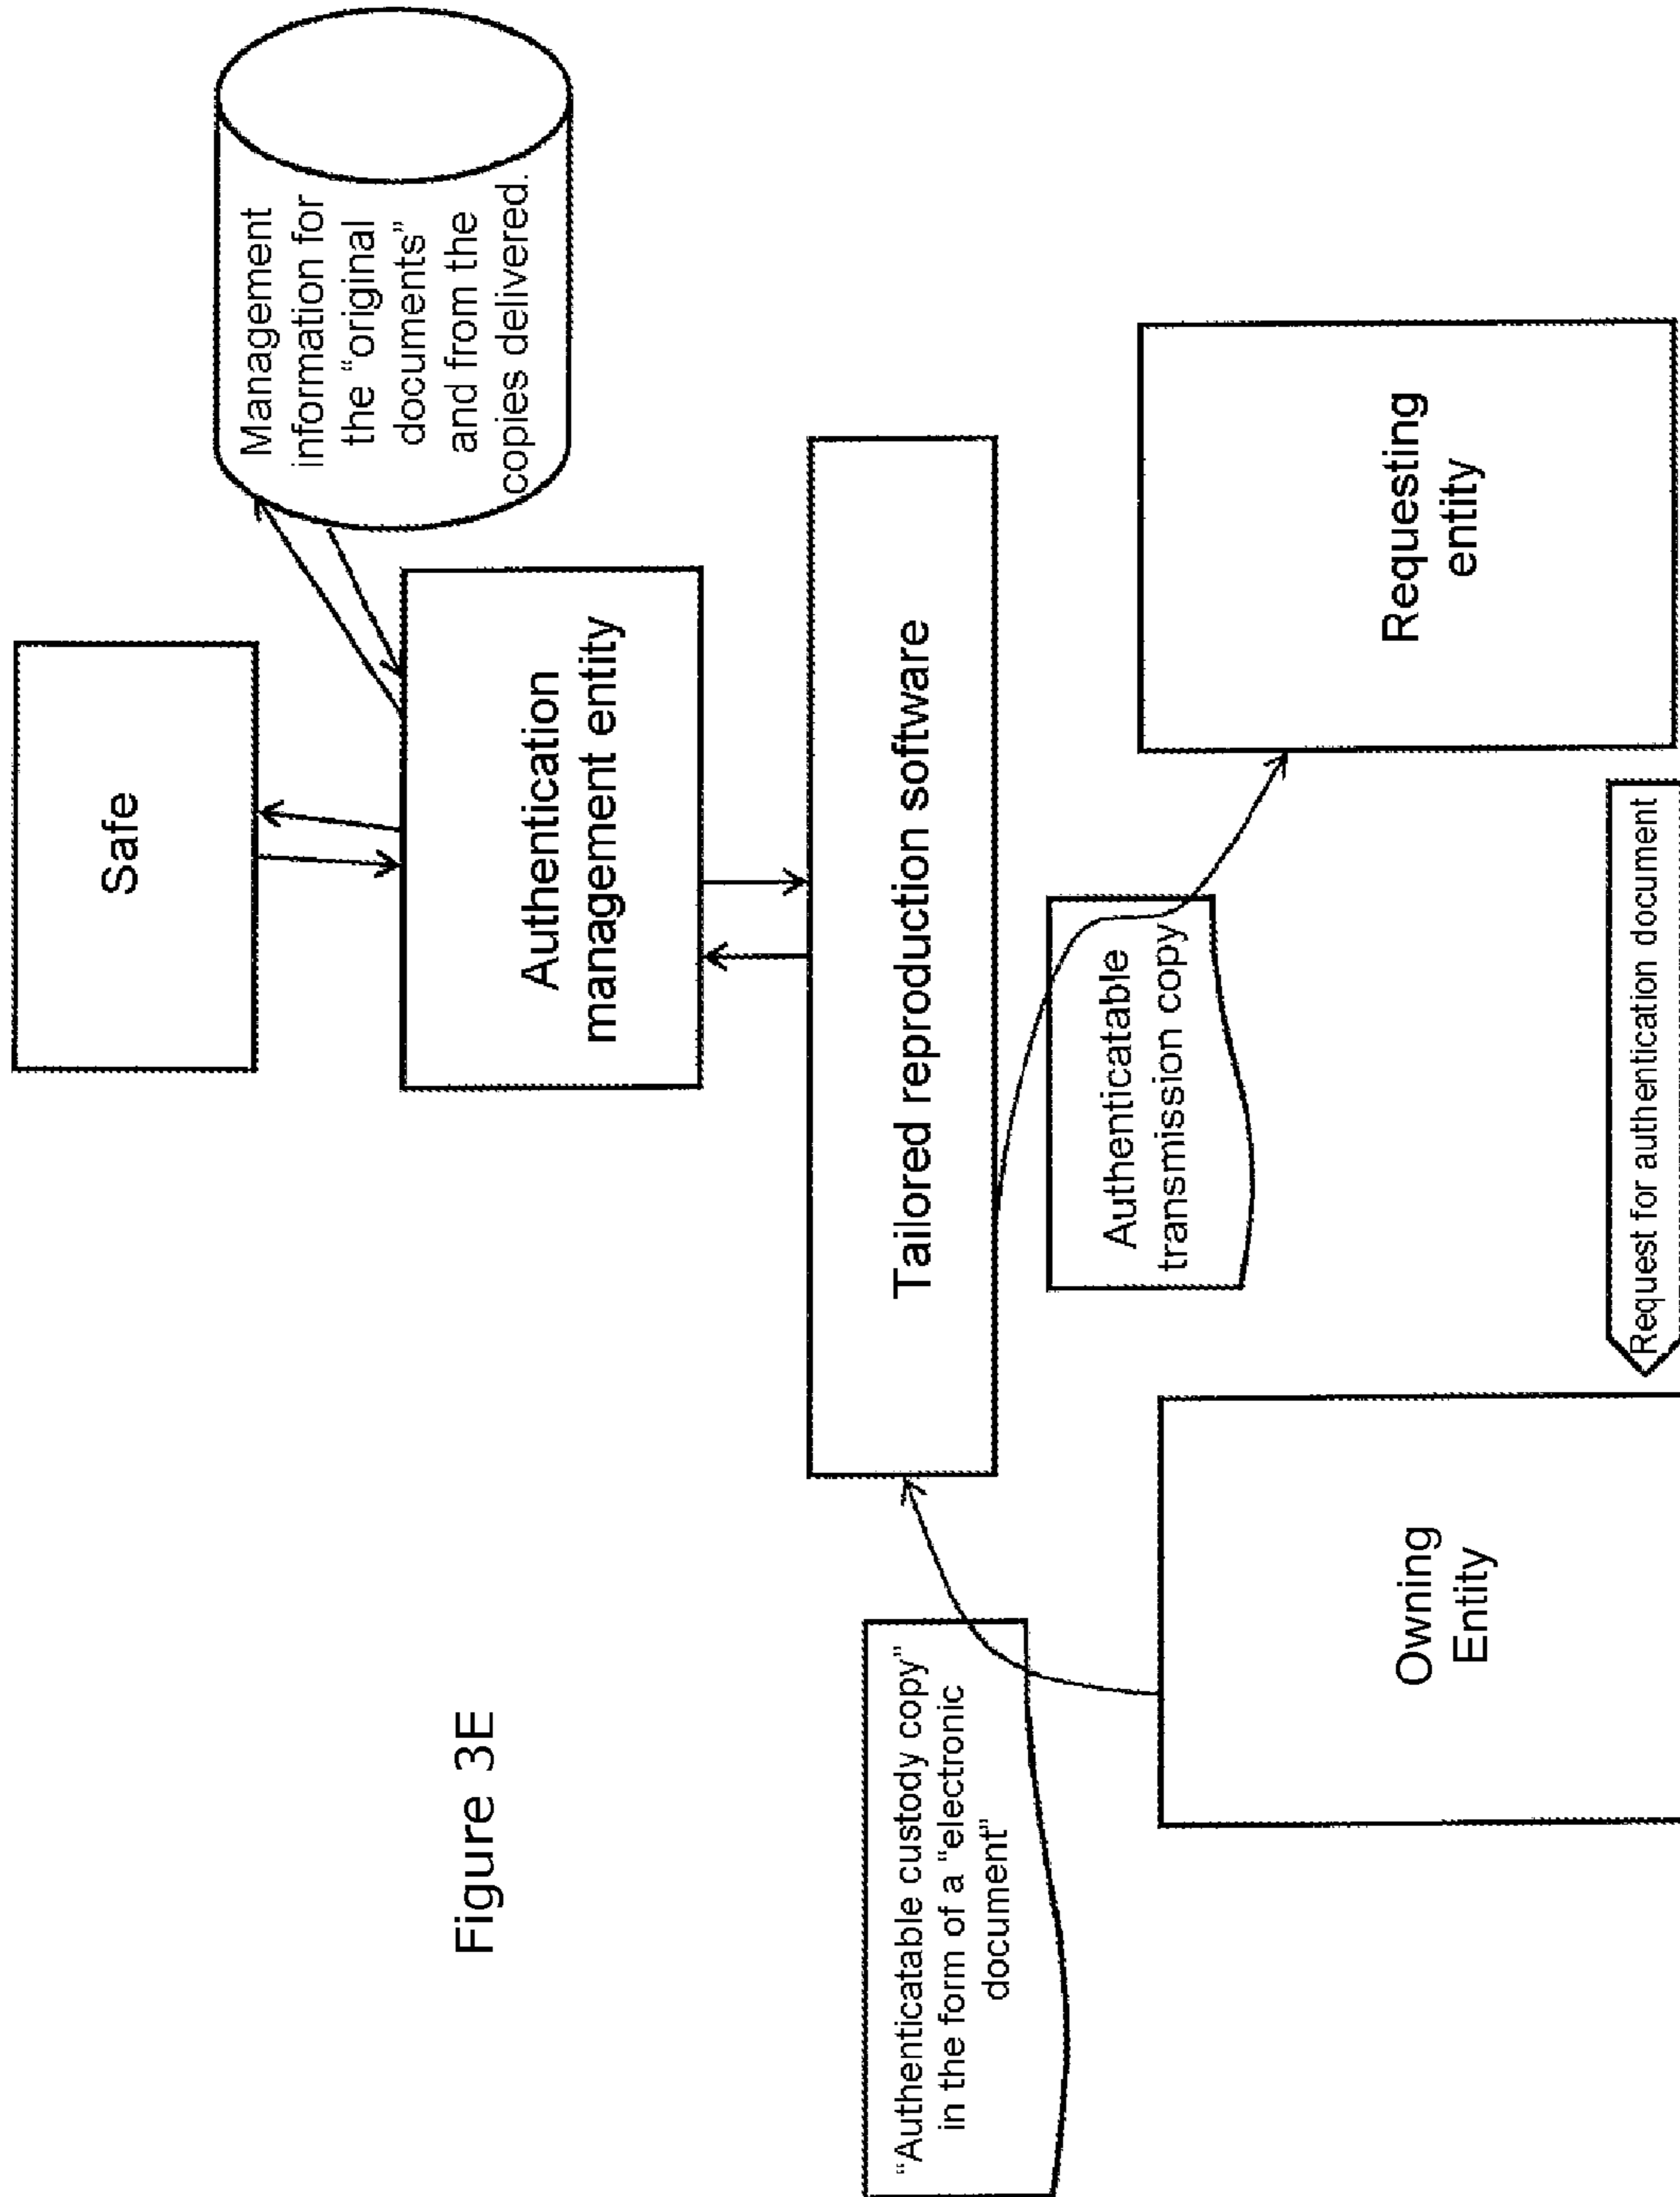 Figure 3E
Safe
Management
information for
the "original
documents"
and from the
copies delivered.
Authentication
management entity
Tailored reproduction software
"Authenticatable custody copy"
in the form of a "electronic
document"
Authenticatable
transmission copy
Owning
Entity
Requesting
entity
Request for authentication document